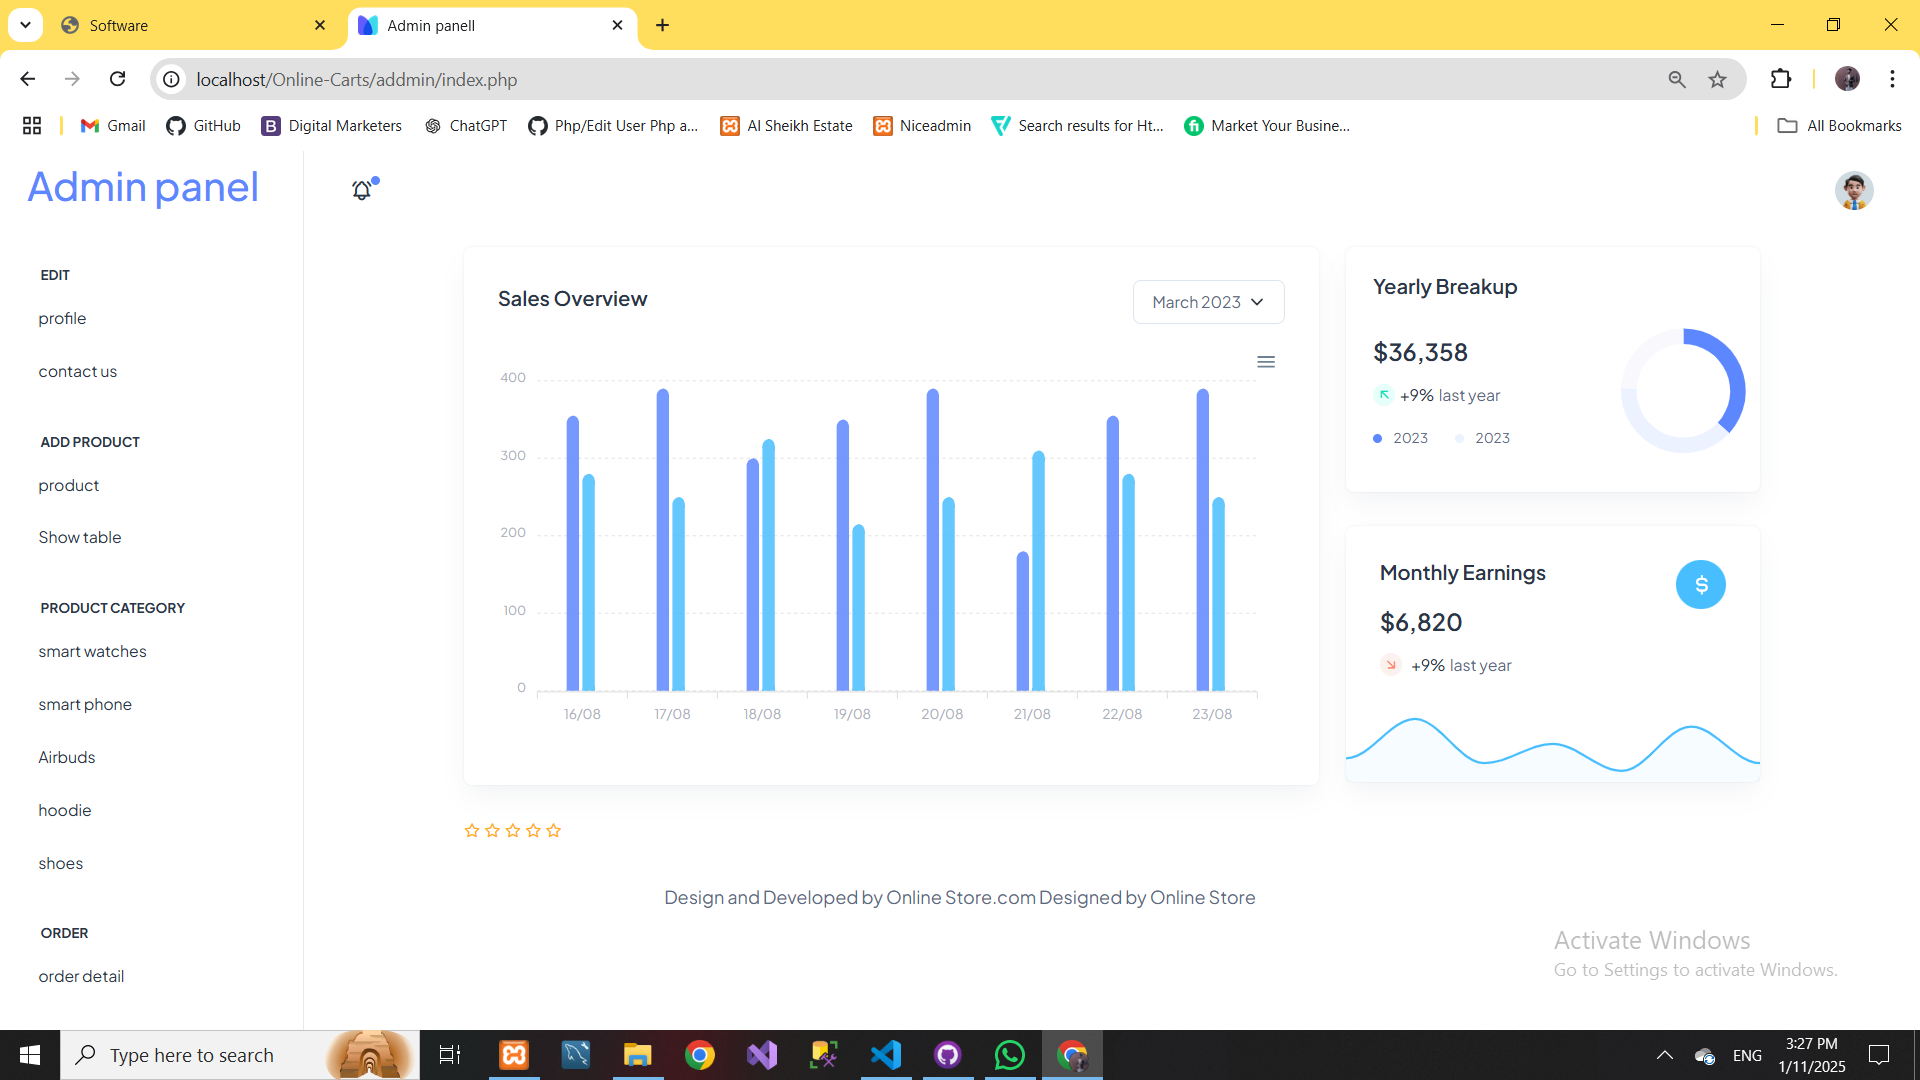 Software
Admin panell
localhost/Online-Carts/addmin/index.php
Gmail
GitHub
Digital Marketers
ChatGPT
Php/Edit User Php a...
Al Sheikh Estate
Niceadmin
Search results for Ht...
Market Your Busine...
All Bookmarks
Admin panel
EDIT
profile
contact us
ADD PRODUCT
product
Show table
PRODUCT CATEGORY
smart watches
smart phone
Airbuds
hoodie
shoes
ORDER
order detail
Sales Overview
March 2023
400
300
200
100
0
16/08 17/08 18/08 19/08 20/08 21/08 22/08 23/08
Yearly Breakup
$36,358
+9% last year
2023 2023
Monthly Earnings
$
$6,820
+9% last year
Design and Developed by Online Store.com Designed by Online Store
Activate Windows
Go to Settings to activate Windows.
Type here to search
ENG
3:27 PM
1/11/2025